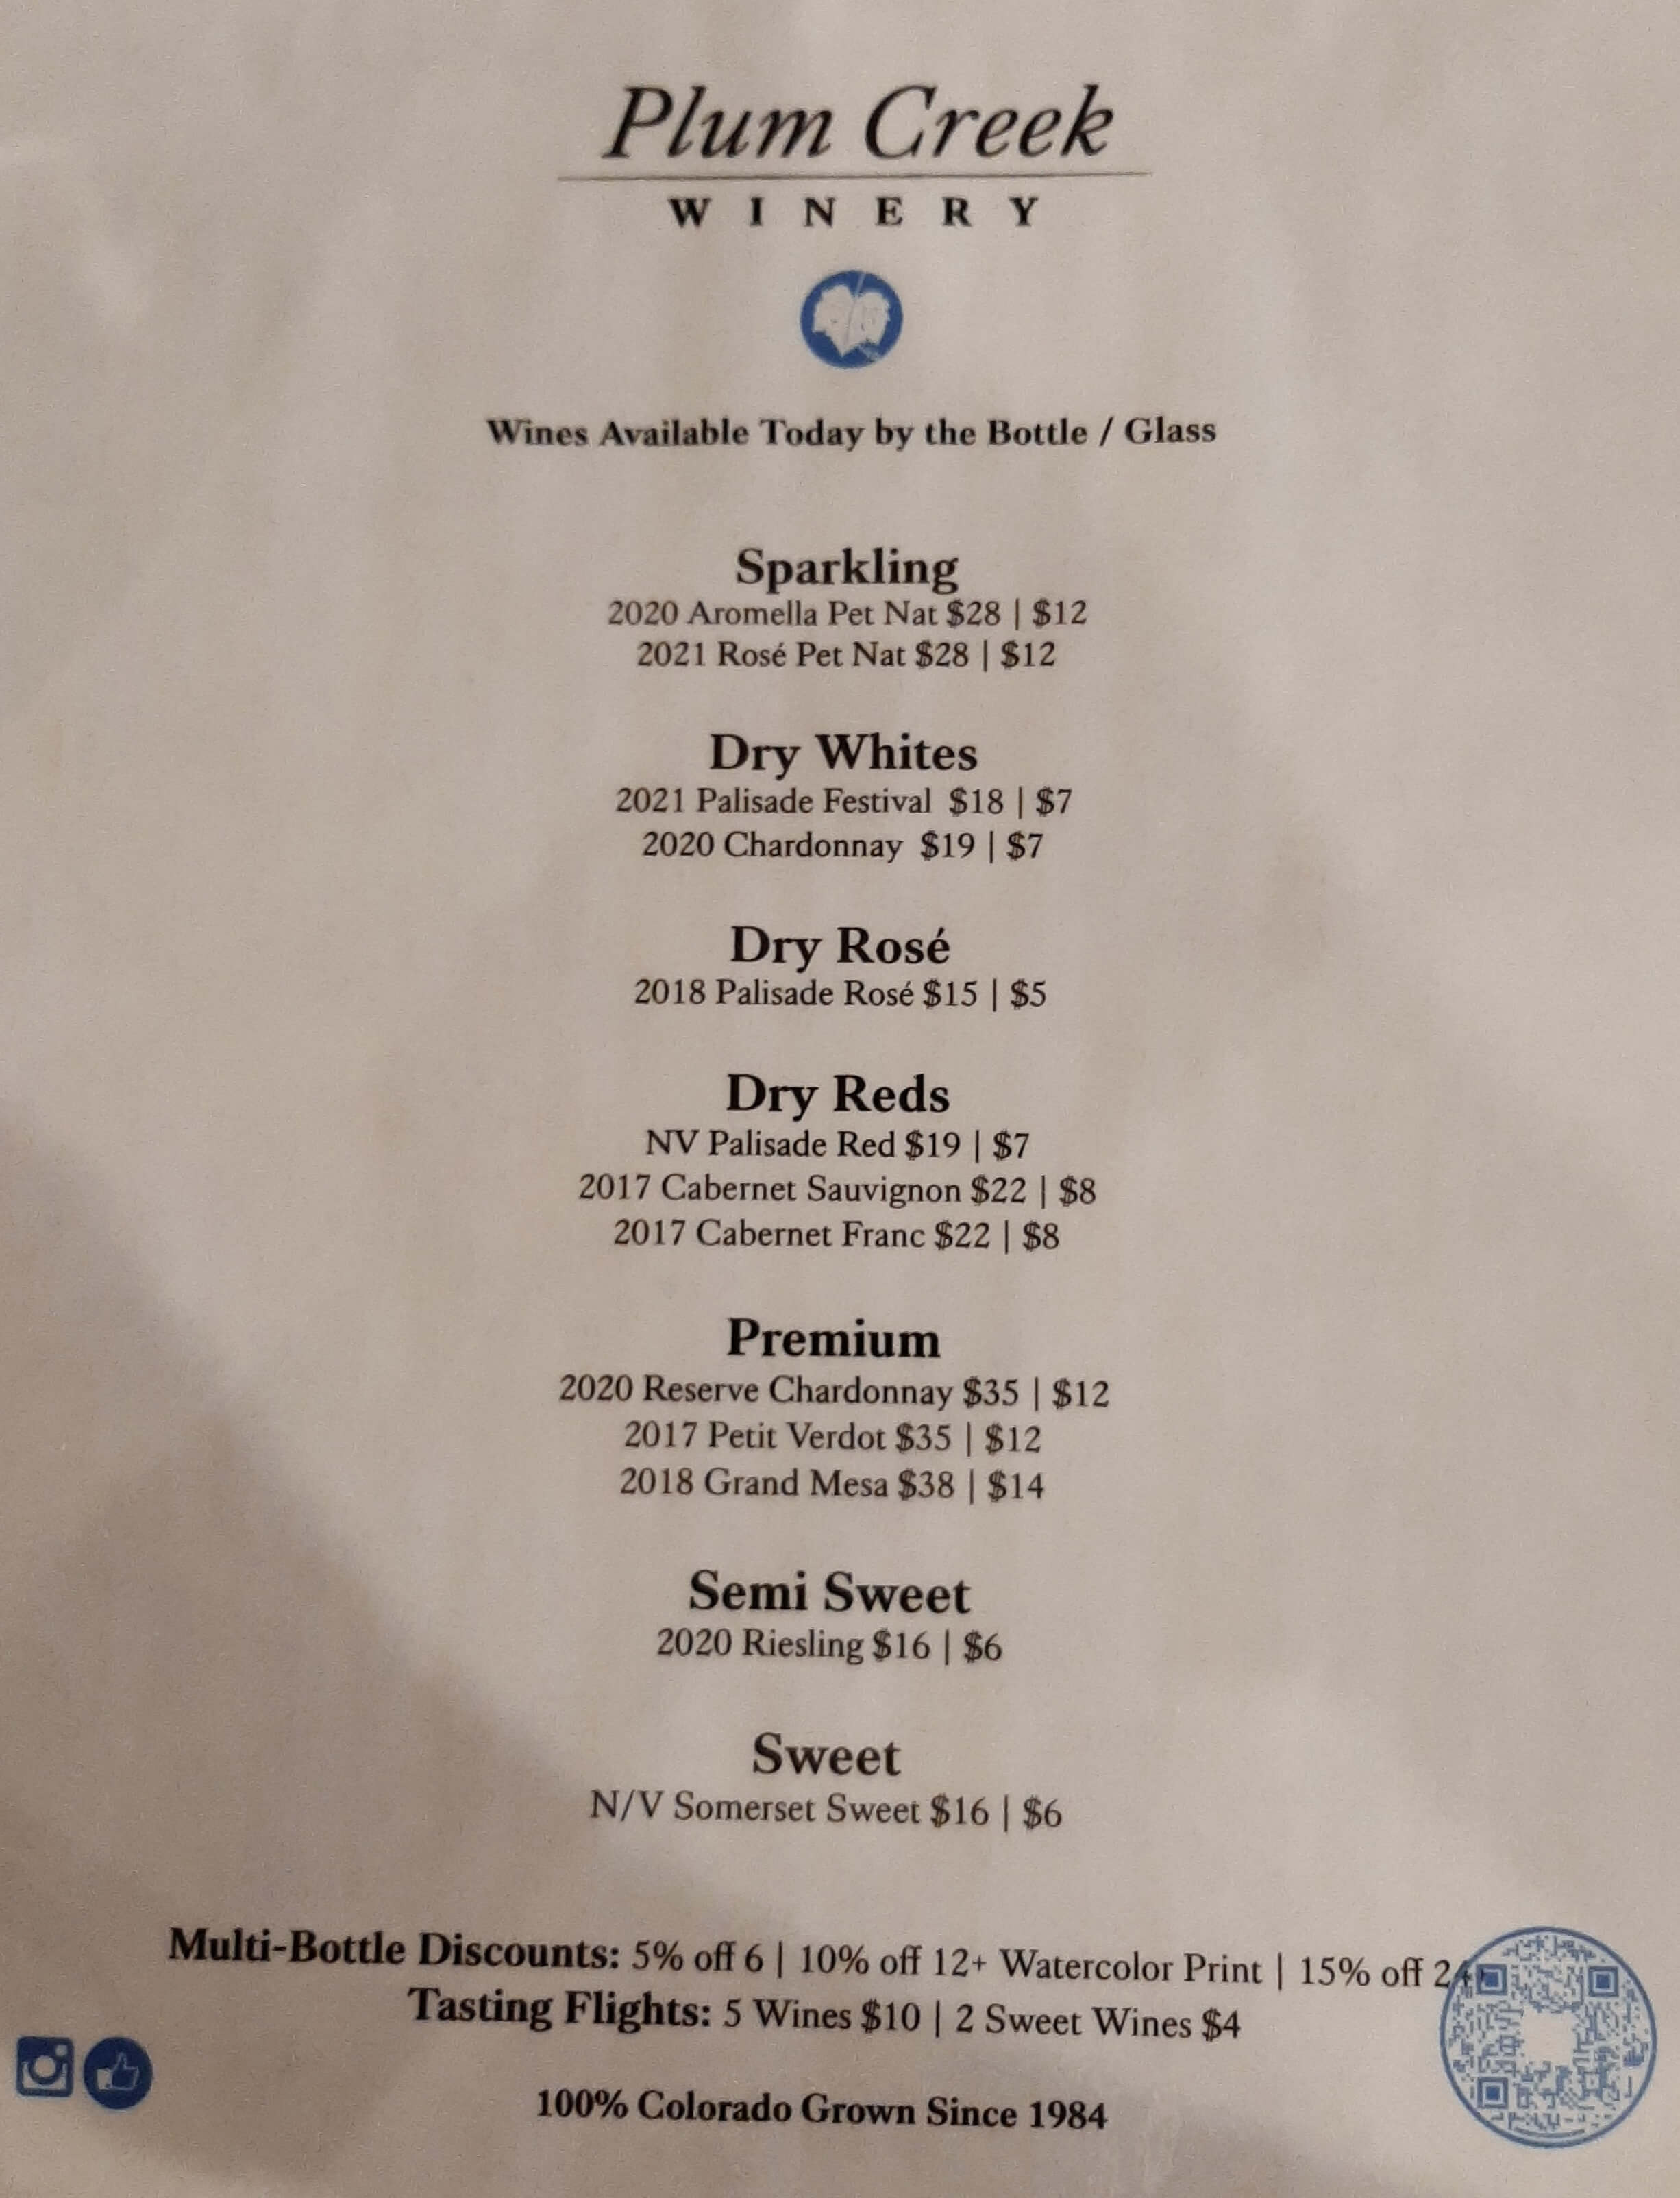 Plum Creek
WINERY
Wines Available Today by the Bottle / Glass
Sparkling
2020 Aromella Pet Nat $28 | $12
2021 Rosé Pet Nat $28 | $12
Dry Whites
2021 Palisade Festival $18 | $7
2020 Chardonnay $19 | $7
Dry Rosé
2018 Palisade Rosé $15 | $5
Dry Reds
NV Palisade Red $19 | $7
2017 Cabernet Sauvignon $22 | $8
2017 Cabernet Franc $22 | $8
Premium
2020 Reserve Chardonnay $35 | $12
2017 Petit Verdot $35 | $12
2018 Grand Mesa $38 | $14
Semi Sweet
2020 Riesling $16 | $6
Sweet
N/V Somerset Sweet $16 | $6
Multi-Bottle Discounts: 5% off 6 | 10% off 12+ Watercolor Print | 15% off
Tasting Flights: 5 Wines $10 | 2 Sweet Wines $4
100% Colorado Grown Since 1984